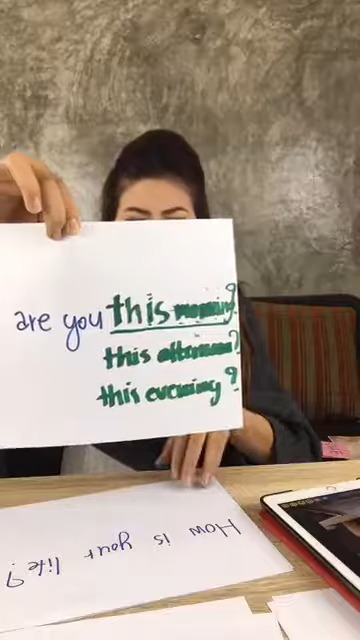 are you this morning?
this afternoon?
this evening?
How is your life?